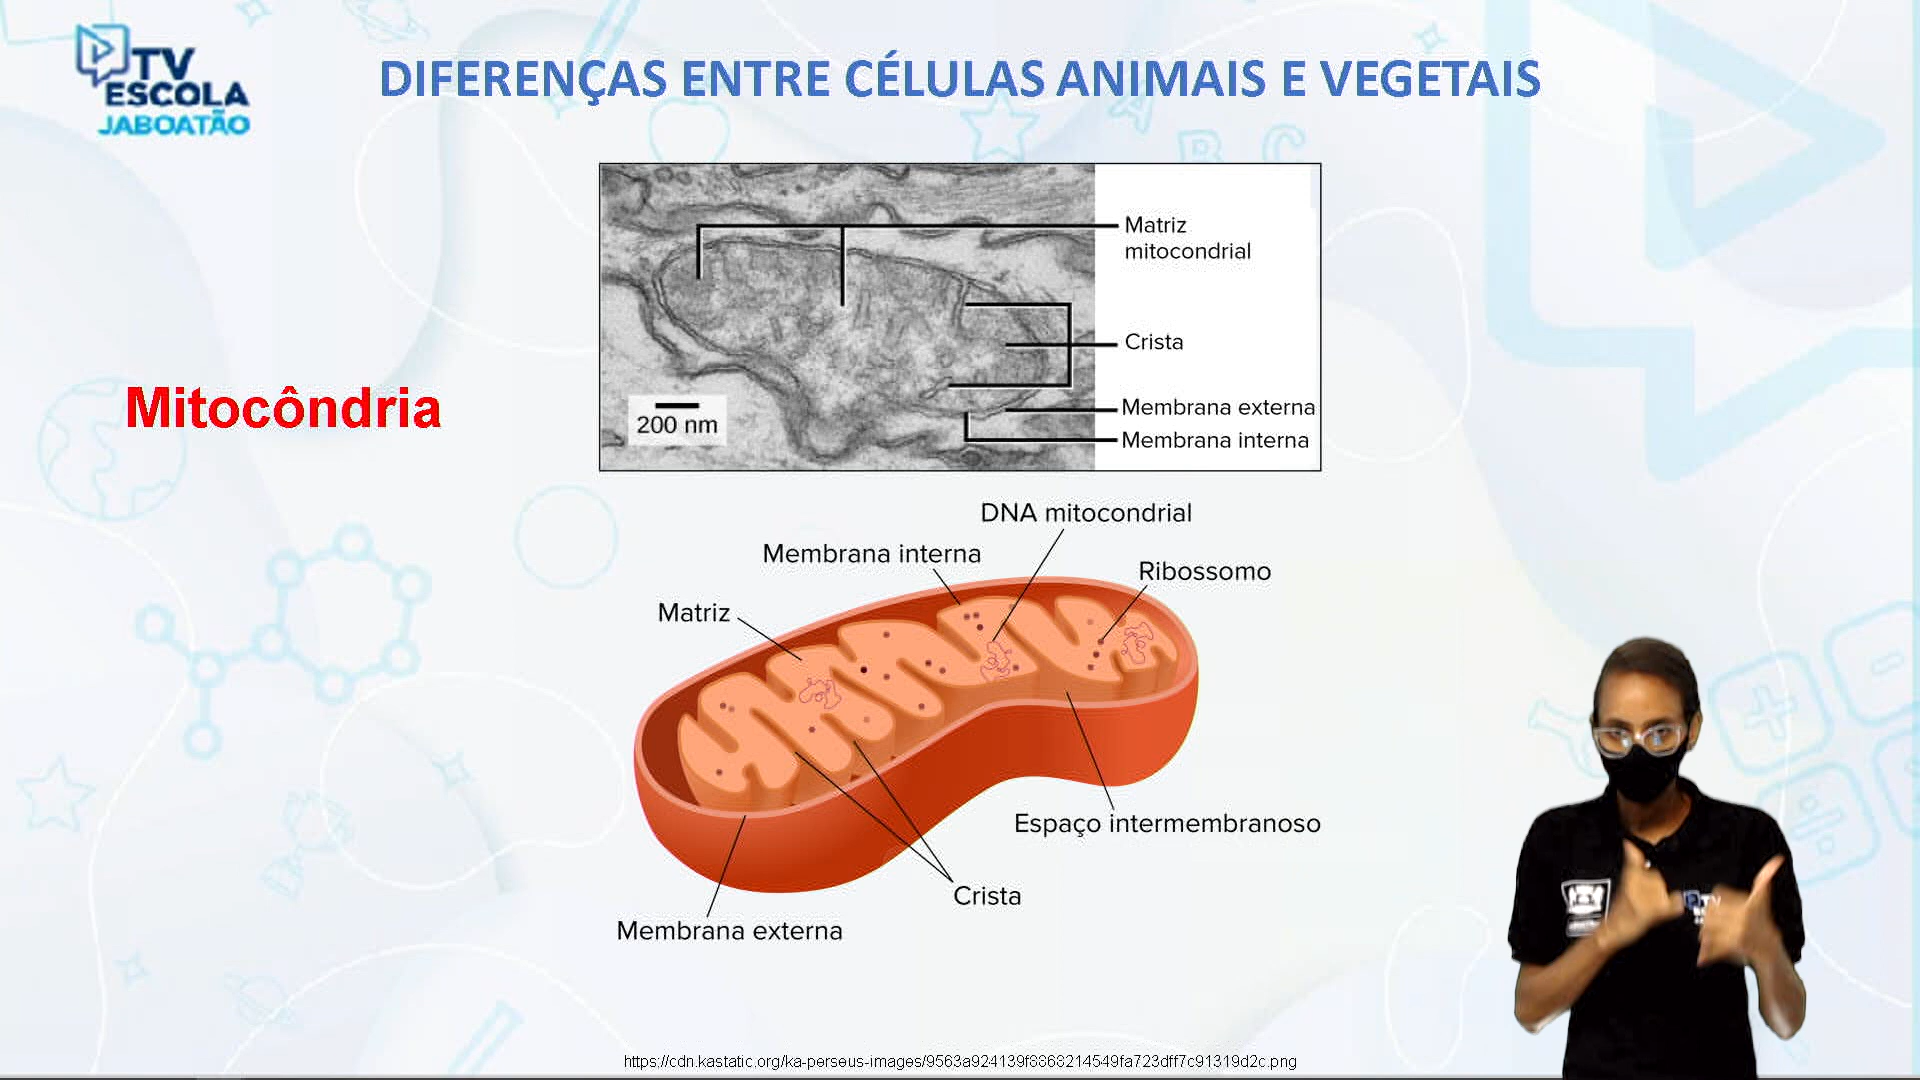 TV
ESCOLA
JABOATÃO
DIFERENÇAS ENTRE CÉLULAS ANIMAIS E VEGETAIS
Matriz
mitocondrial
Crista
Membrana externa
Membrana interna
200 nm
Mitocôndria
DNA mitocondrial
Membrana interna
Ribossomo
Matriz
Espaço intermembranoso
Crista
Membrana externa
https://cdn.kastatic.org/ka-perseus-images/9563a924139f8868214549fa723dff7c91319d2c.png
A
B C
TV